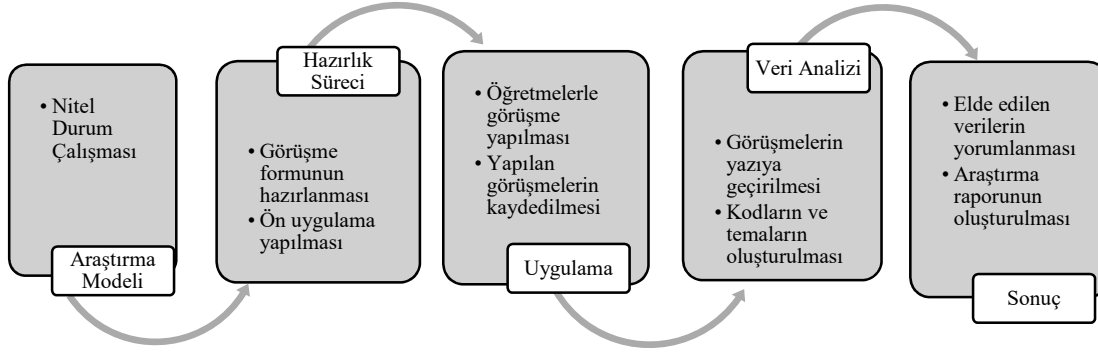 • Nitel
Durum
Çalışması
Araştırma
Modeli
Hazırlık
Süreci
• Görüşme
formunun
hazırlanması
• Ön uygulama
yapılması
• Öğretmelerle
görüşme
yapılması
• Yapılan
görüşmelerin
kaydedilmesi
Uygulama
Veri Analizi
• Görüşmelerin
yazıya
geçirilmesi
• Kodların ve
temaların
oluşturulması
• Elde edilen
verilerin
yorumlanması
• Araştırma
raporunun
oluşturulması
Sonuç